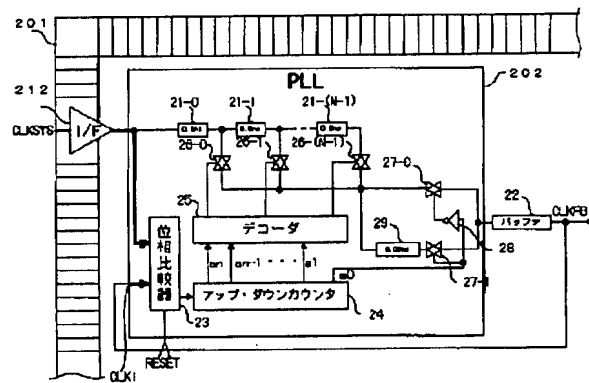 201
PLL
202
212
I/F
CLKSYS
21-0
21-1
21-(N-1)
26-0
26-1
26-(N-1)
27-0
25
デコーダ
29
28
22
バッファ
CLKFB
an
an-1
a1
a0
位相比較器
アップ・ダウンカウンタ
23
24
27-1
RESET
CLKI